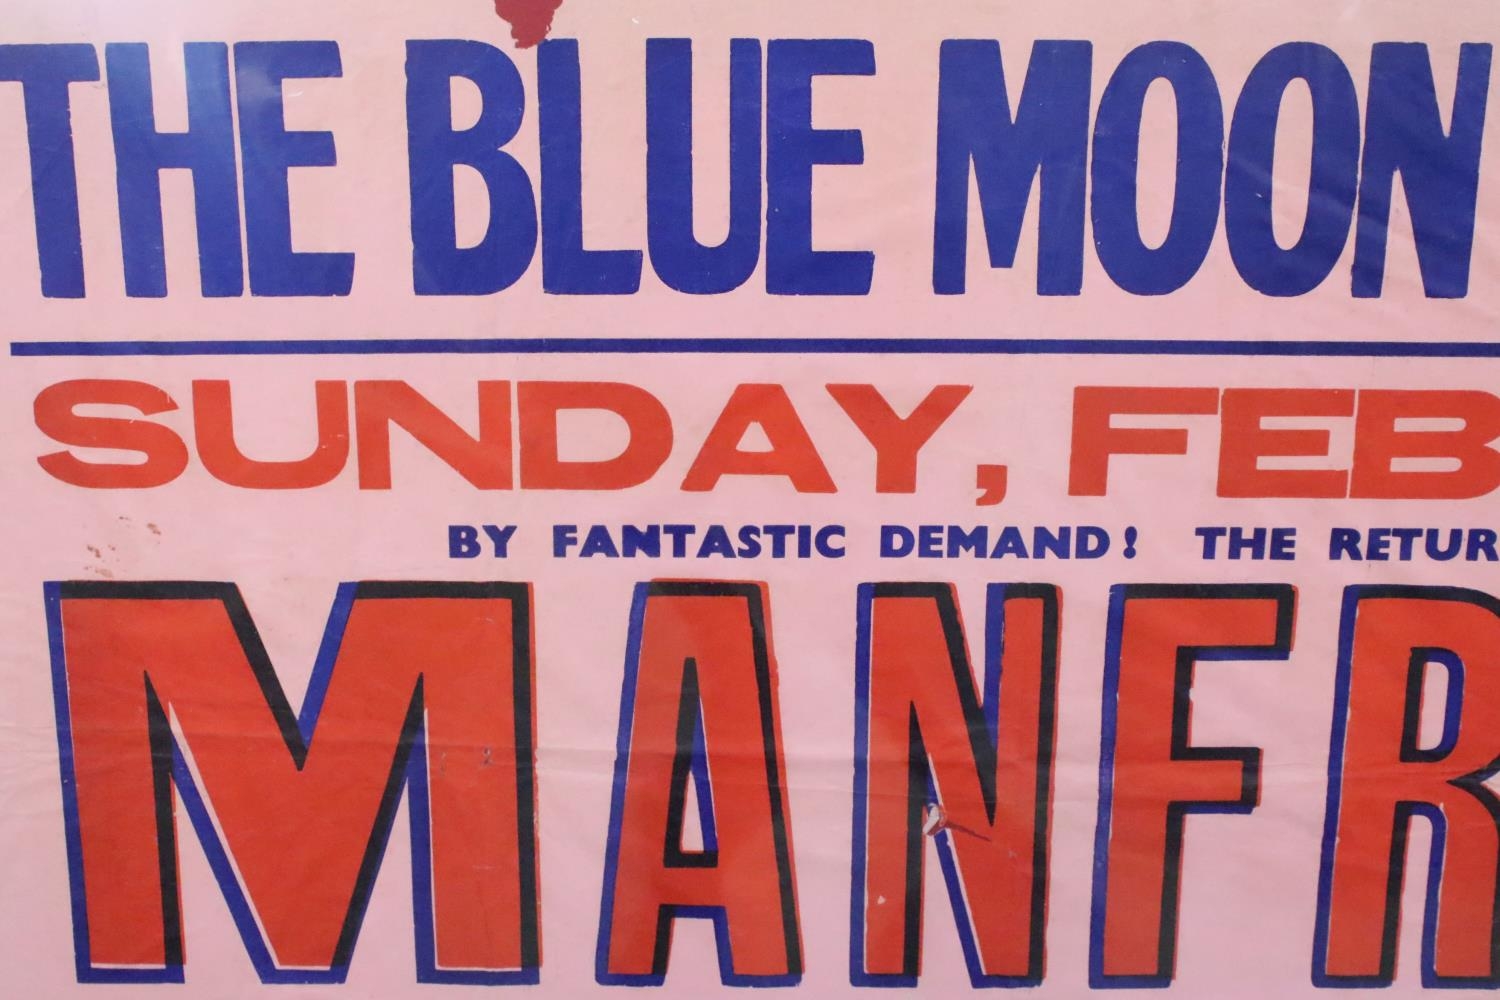 THE BLUE MOON
SUNDAY, FEB
BY FANTASTIC DEMAND! THE RETUR
MANFR